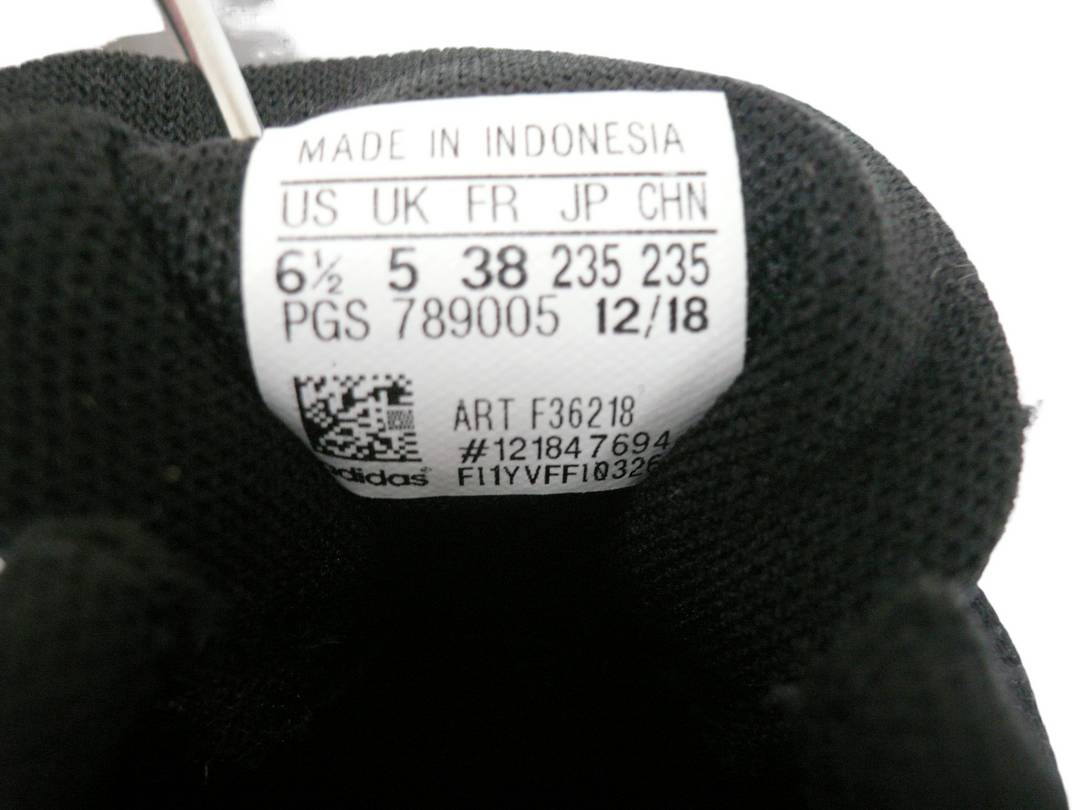 MADE IN INDONESIA
US UK FR JP CHN
6½ 5 38 235 235
PGS 789005 12/18
ART F36218
#121847694
adidas